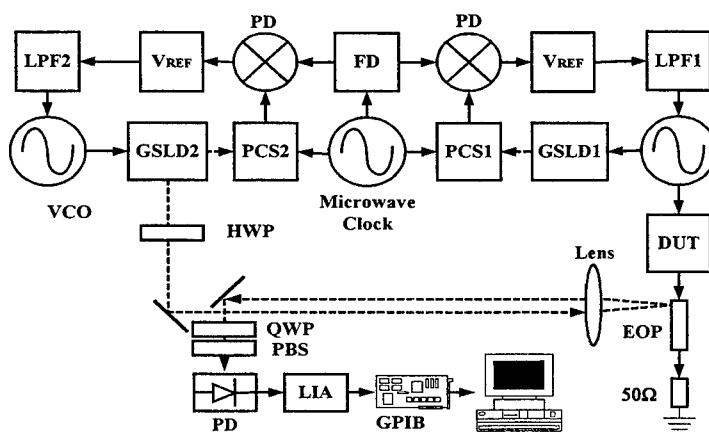 PD
PD
LPF2
VREF
FD
VREF
LPF1
GSLD2
PCS2
PCS1
GSLD1
VCO
Microwave
Clock
HWP
DUT
Lens
QWP
EOP
PBS
LIA
50Ω
PD
GPIB